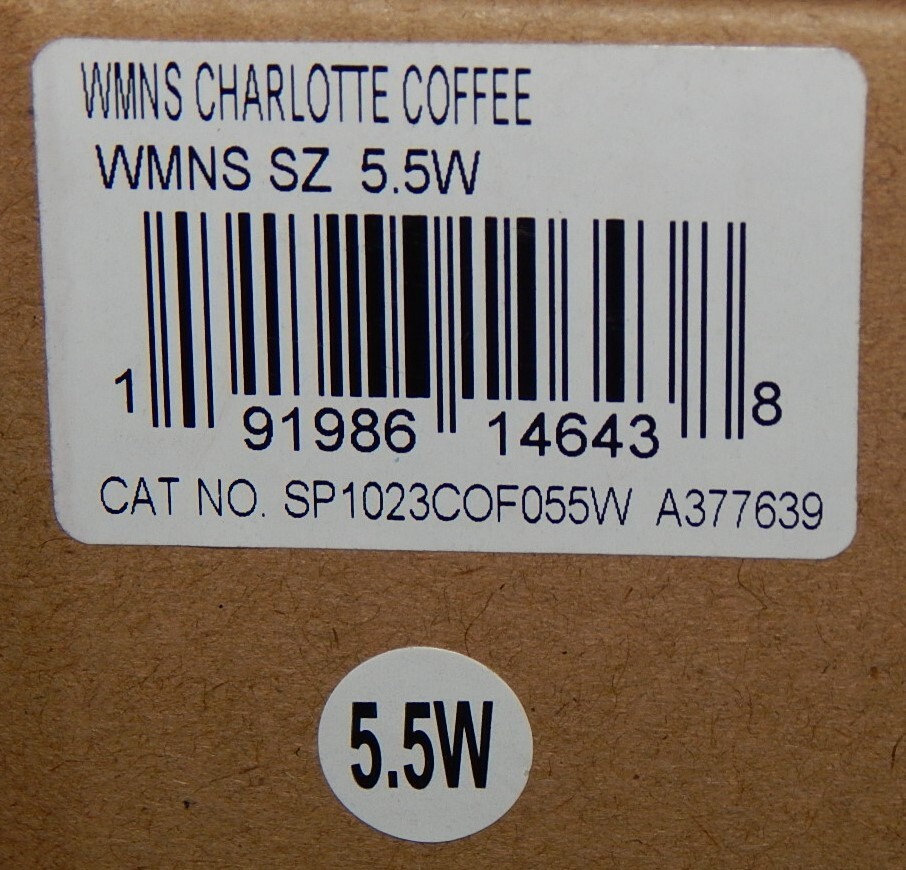 WMNS CHARLOTTE COFFEE
WMNS SZ 5.5W
1 91986 14643 8
CAT NO. SP1023COF055W A377639
5.5W